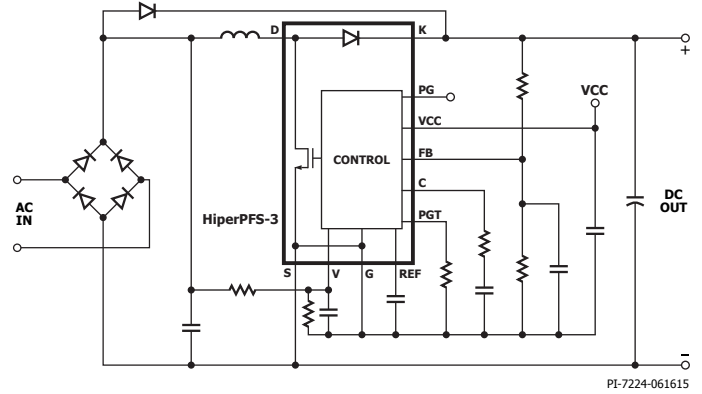 D
K
PG
VCC
VCC
CONTROL
FB
C
AC
IN
HiperPFS-3
PGT
DC
OUT
S
V
G
REF
+
–
PI-7224-061615